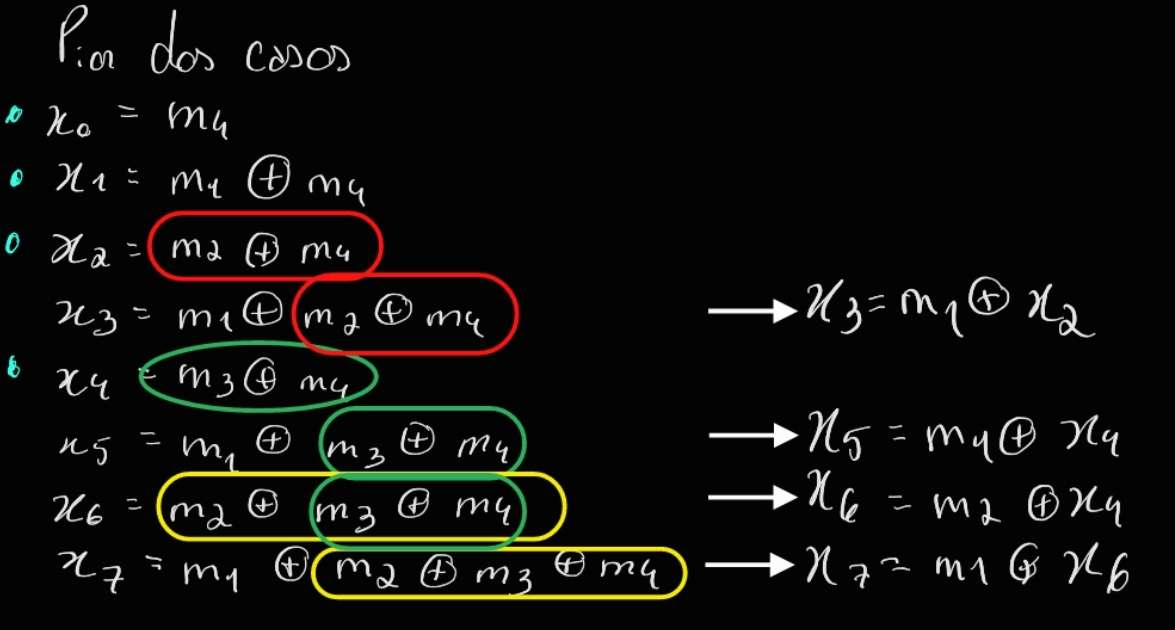 Pior dos casos
x₀ = m₄
x₁ = m₁ ⊕ m₄
x₂ = m₂ ⊕ m₄
x₃ = m₁ ⊕ m₂ ⊕ m₄ → x₃ = m₁ ⊕ x₂
x₄ = m₃ ⊕ m₄
x₅ = m₁ ⊕ m₃ ⊕ m₄ → x₅ = m₁ ⊕ x₄
x₆ = m₂ ⊕ m₃ ⊕ m₄ → x₆ = m₂ ⊕ x₄
x₇ = m₁ ⊕ m₂ ⊕ m₃ ⊕ m₄ → x₇ = m₁ ⊕ x₆